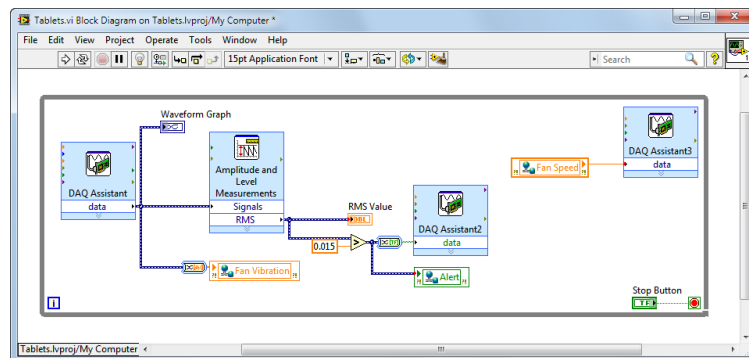 Tablets.vi Block Diagram on Tablets.lvproj/My Computer *
File Edit View Project Operate Tools Window Help
15pt Application Font
Search
Waveform Graph
DAQ Assistant
data
Amplitude and
Level
Measurements
Signals
RMS
RMS Value
DBL
0.015
>
DAQ Assistant2
data
Fan Speed
DAQ Assistant3
data
Fan Vibration
Alert
Stop Button
TF
i
Tablets.lvproj/My Computer